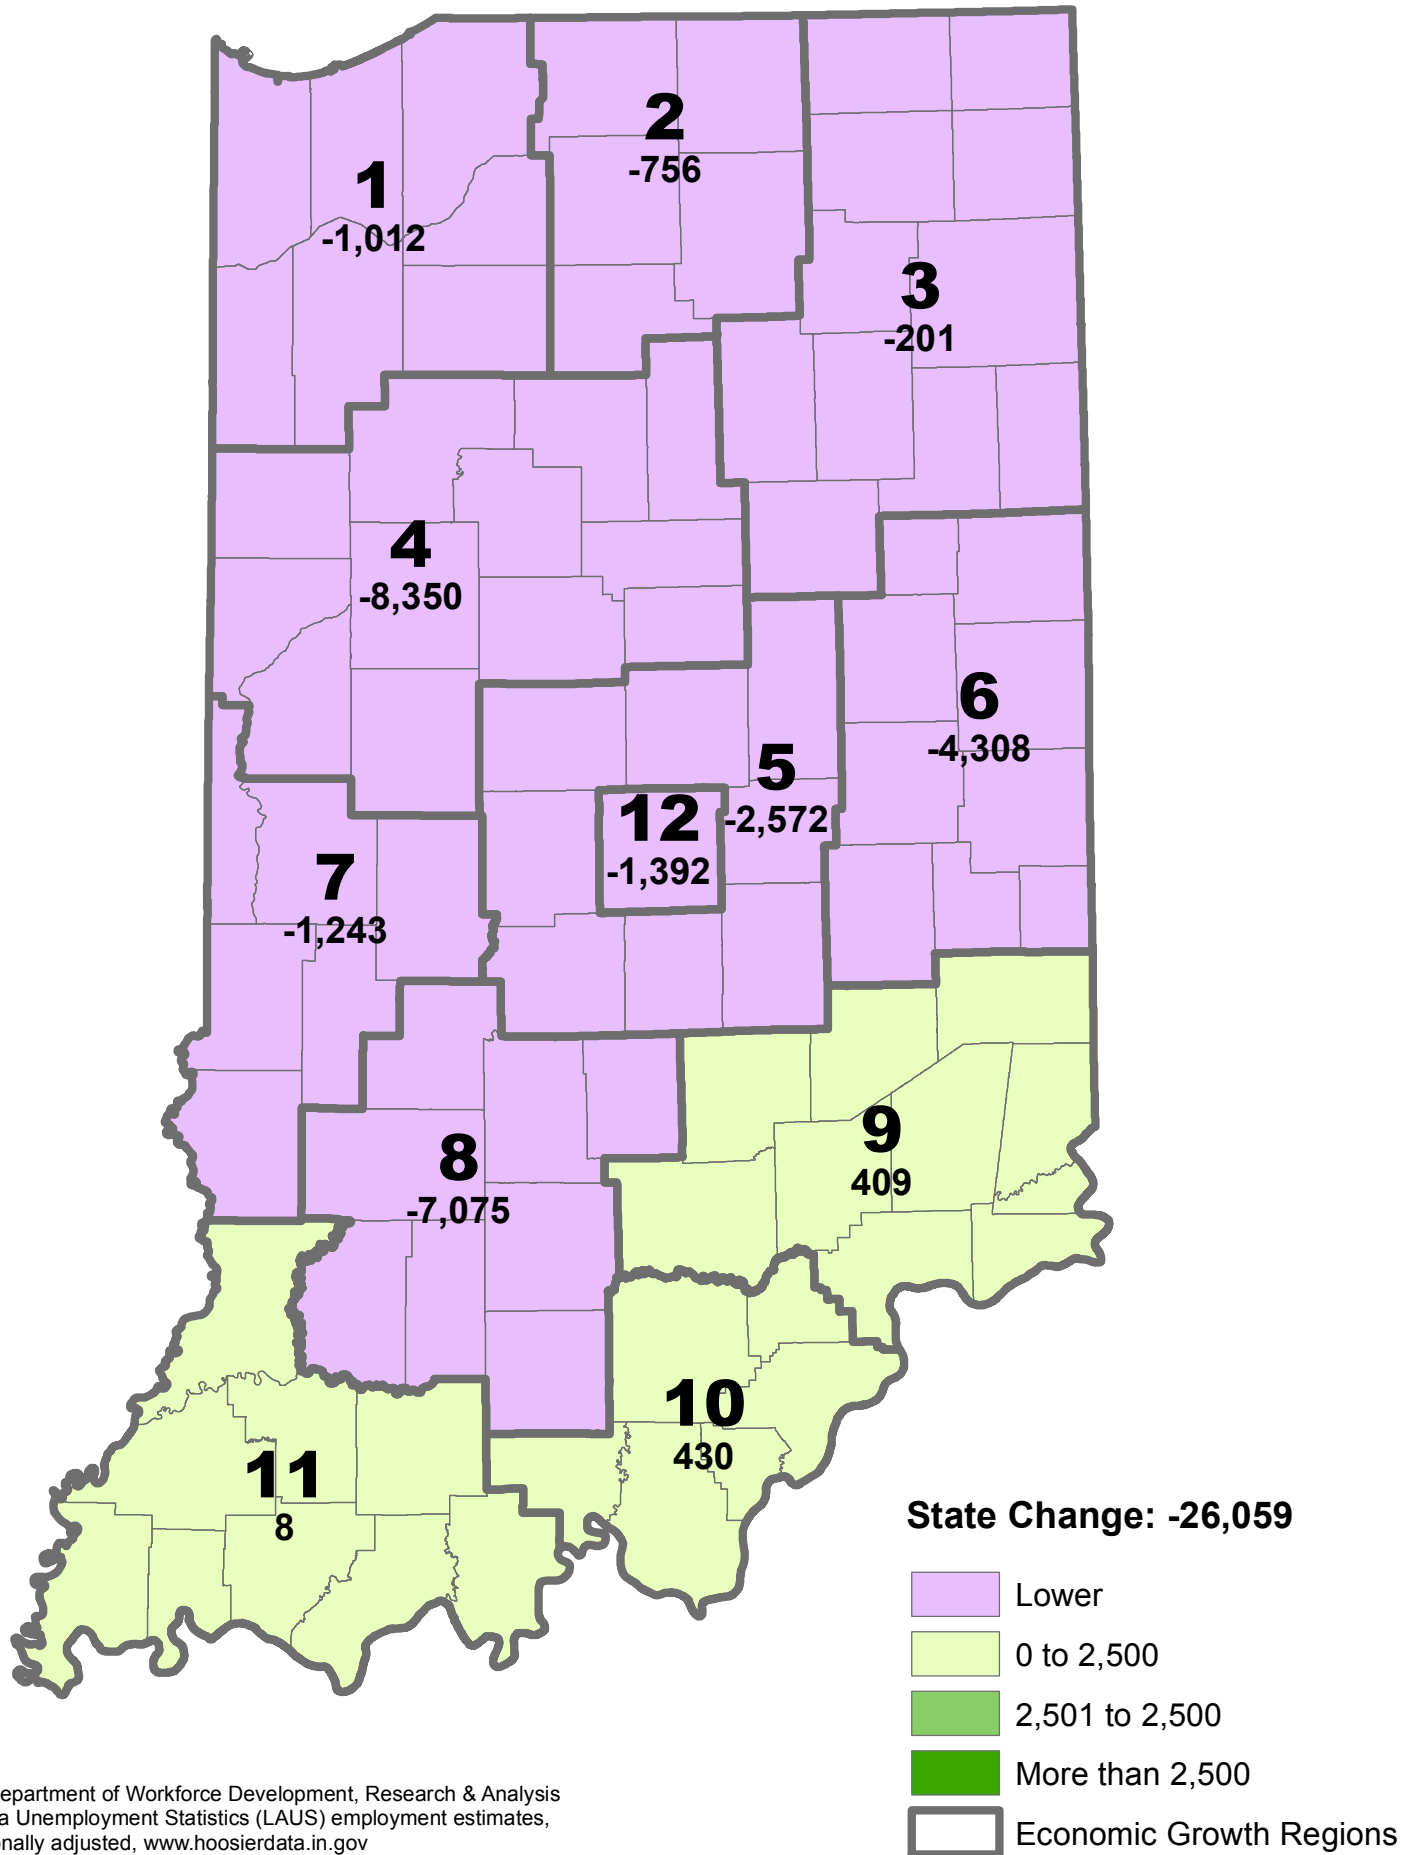 2
-756
1
-1,012
3
-201
4
-8,350
6
-4,308
5
-2,572
12
-1,392
7
-1,243
9
409
8
-7,075
10
430
11
8
State Change: -26,059
Lower
0 to 2,500
2,501 to 2,500
More than 2,500
Economic Growth Regions
epartment of Workforce Development, Research & Analysis
a Unemployment Statistics (LAUS) employment estimates,
onally adjusted, www.hoosierdata.in.gov